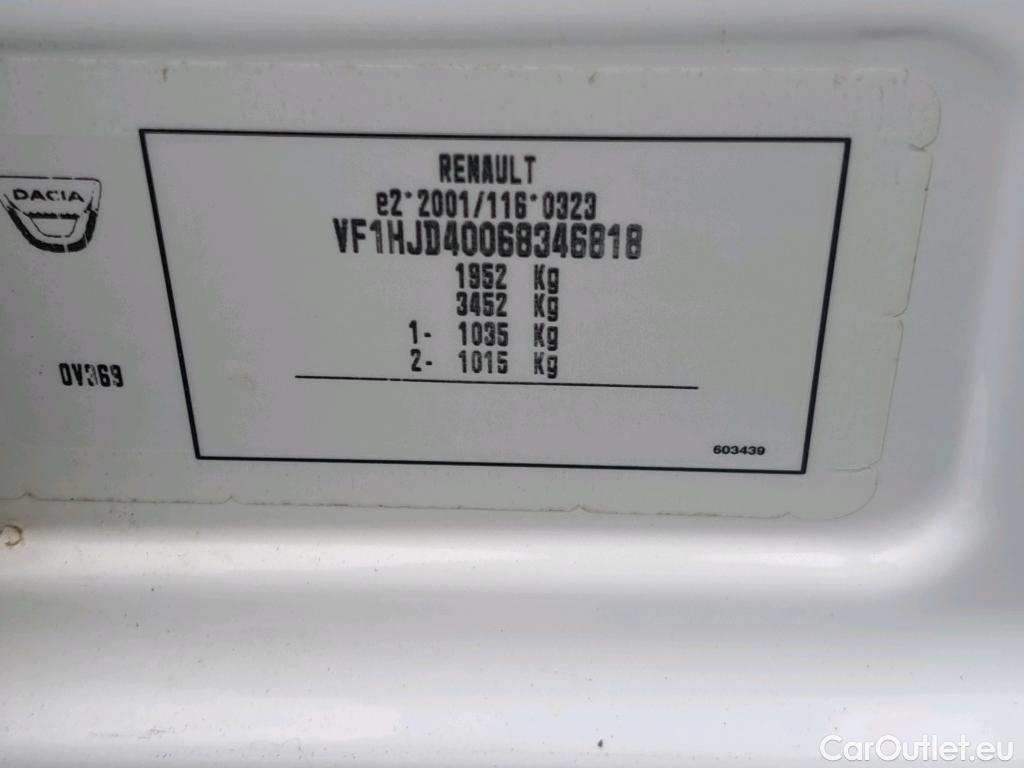 DACIA
RENAULT
e2*2001/116*0323
VF1HJD40068346818
1952 Kg
3452 Kg
1- 1035 Kg
2- 1015 Kg
0V369
603439
CarOutlet.eu